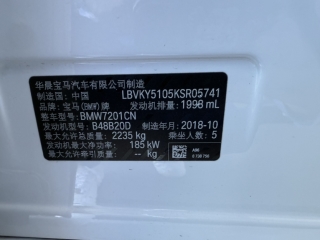 华晨宝马汽车有限公司制造
制造国：中国 LBVKY5105KSR05741
品牌：宝马(BMW)牌 发动机排量：1998 mL
整车型号：BMW7201CN
发动机型号：B48B20D 制造年月：2018-10
最大允许总质量：2235 kg 乘坐人数：5
发动机最大净功率：185 kW
最大允许牵引质量：-- kg